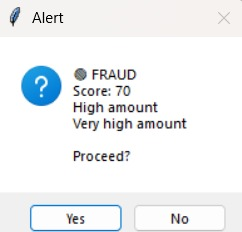 Alert
FRAUD
Score: 70
High amount
Very high amount
Proceed?
Yes
No